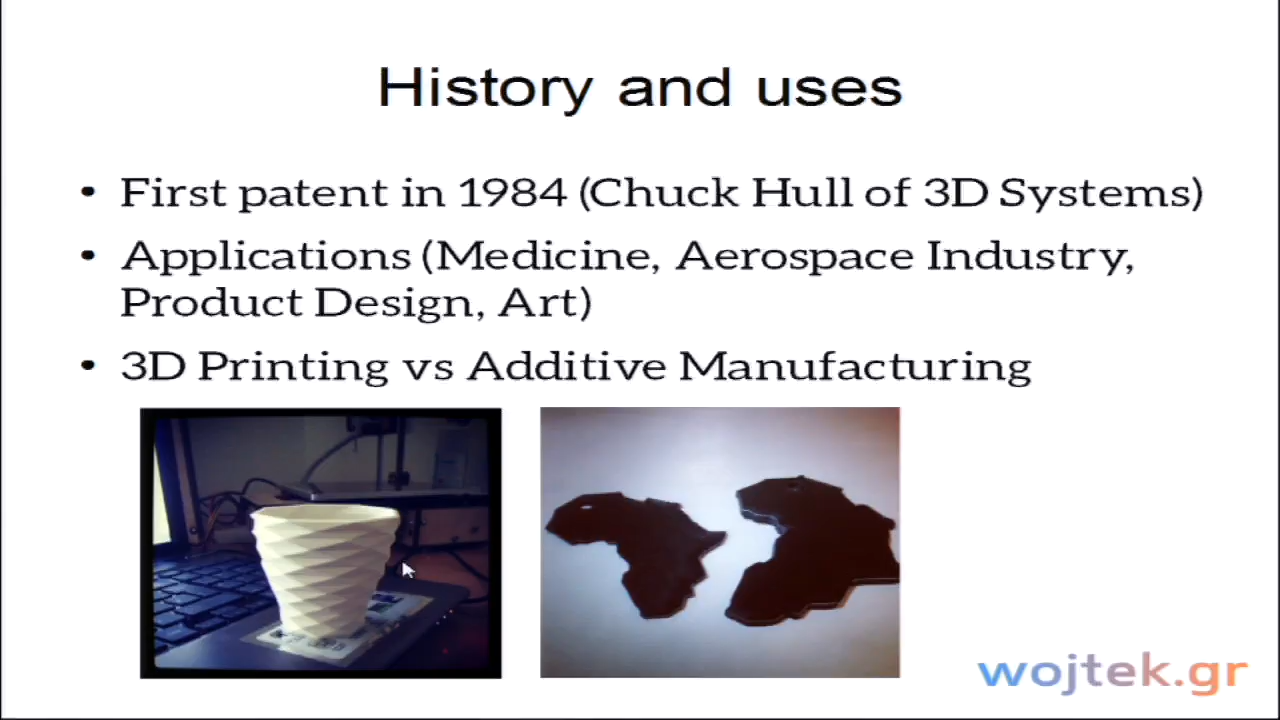 History and uses
• First patent in 1984 (Chuck Hull of 3D Systems)
• Applications (Medicine, Aerospace Industry,
Product Design, Art)
• 3D Printing vs Additive Manufacturing
wojtek.gr